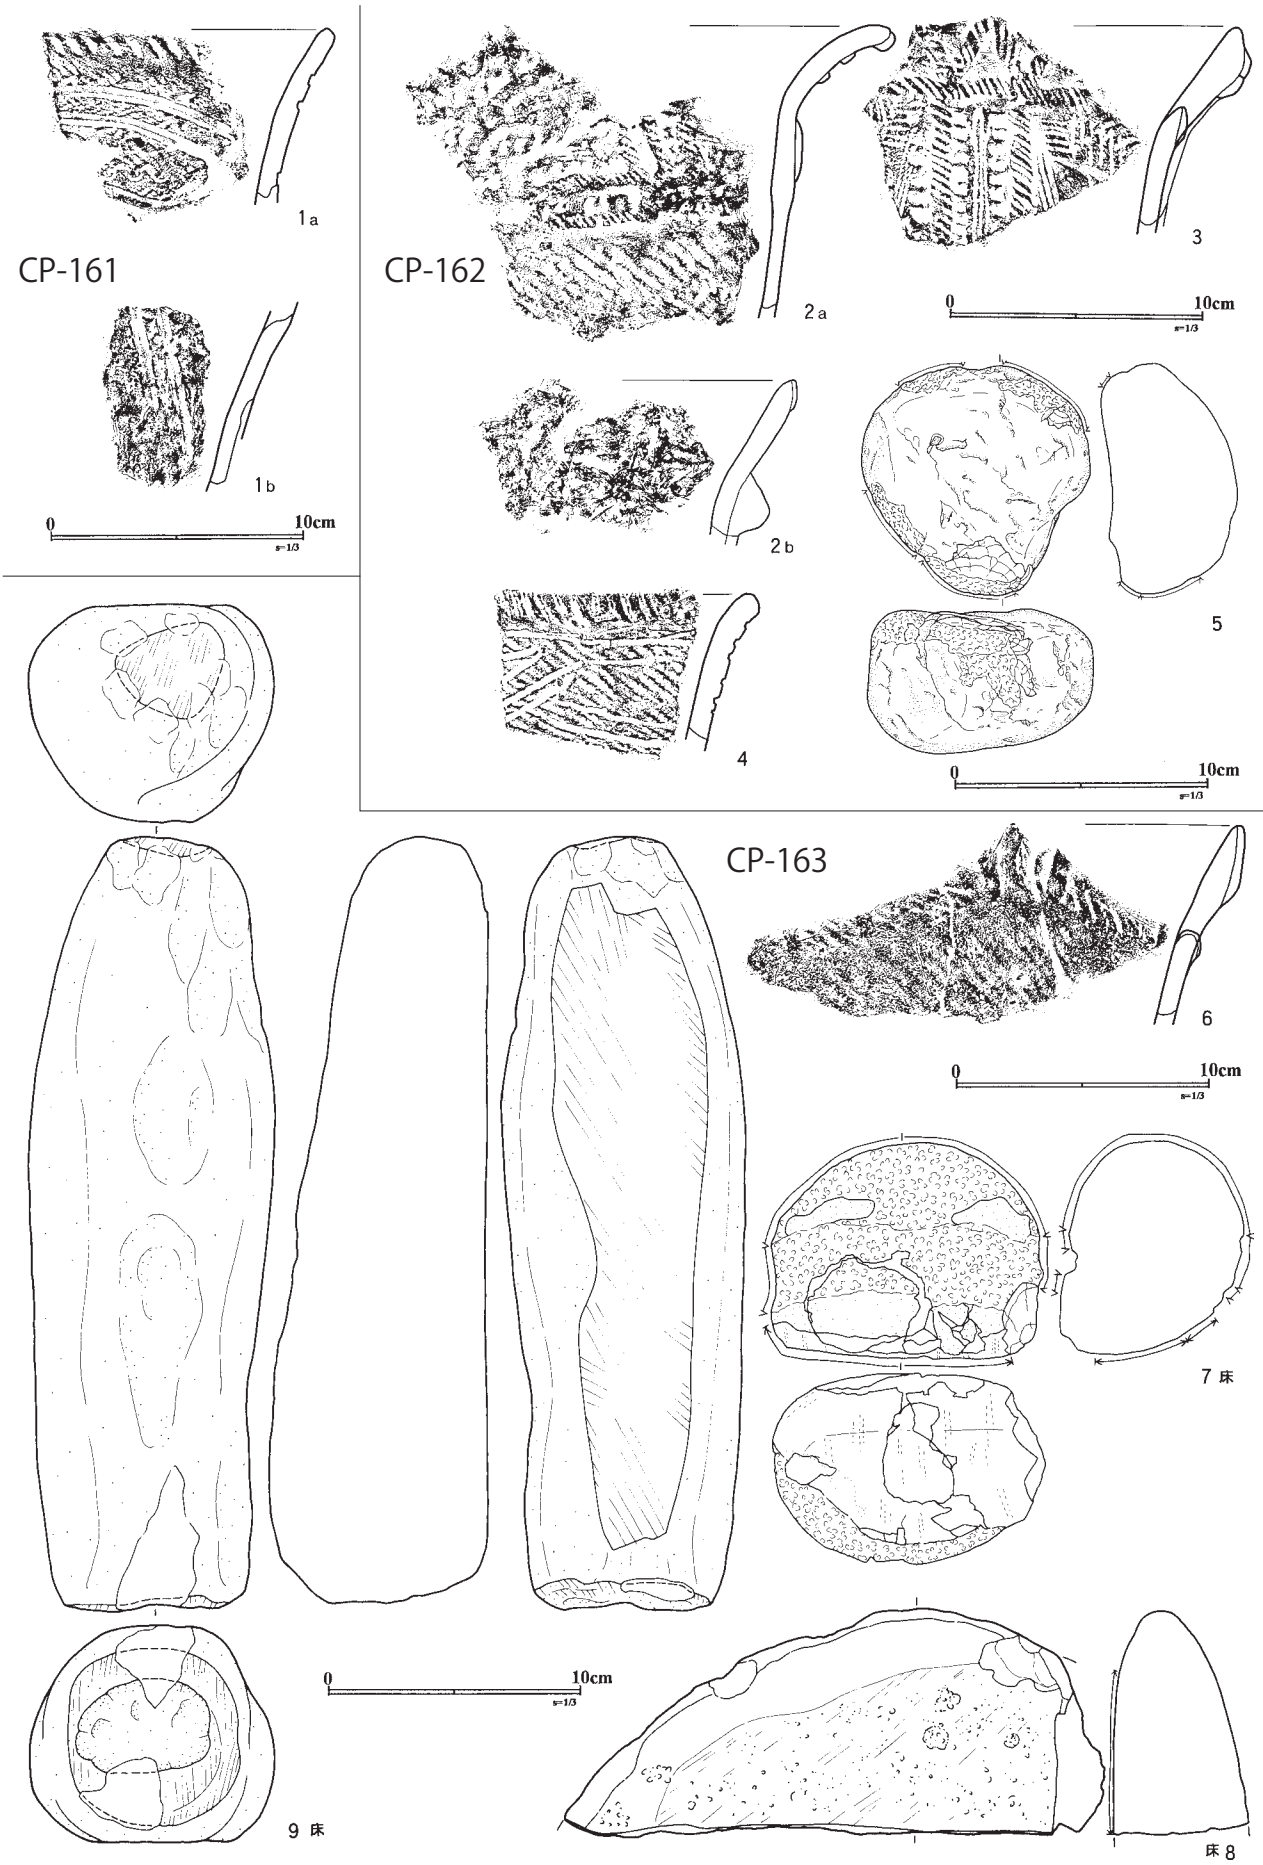 1a
CP-161
1b
0 10cm
s=1/3
CP-162
2a
3
0 10cm
s=1/3
2b
5
4
0 10cm
s=1/3
CP-163
6
0 10cm
s=1/3
7 床
0 10cm
s=1/3
9 床
床 8